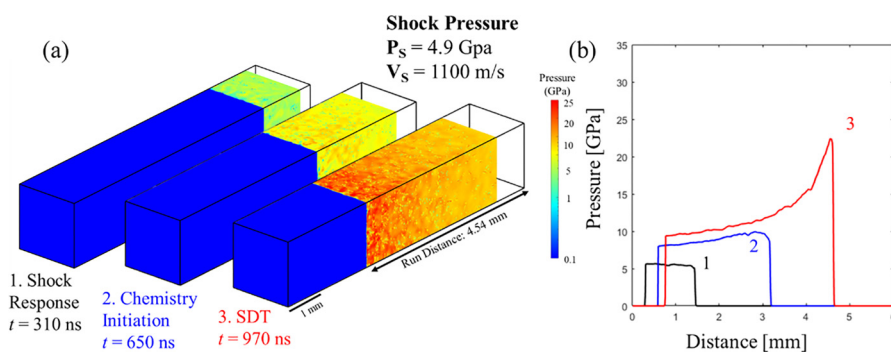 (a)
Shock Pressure
P_S = 4.9 Gpa
V_S = 1100 m/s
Pressure
(GPa)
25
20
10
5
1
0.1
Run Distance: 4.54 mm
1 mm
1. Shock
Response
t = 310 ns
2. Chemistry
Initiation
t = 650 ns
3. SDT
t = 970 ns
(b)
Pressure [GPa]
35
30
25
20
15
10
5
0
0 1 2 3 4 5 6
Distance [mm]
1
2
3